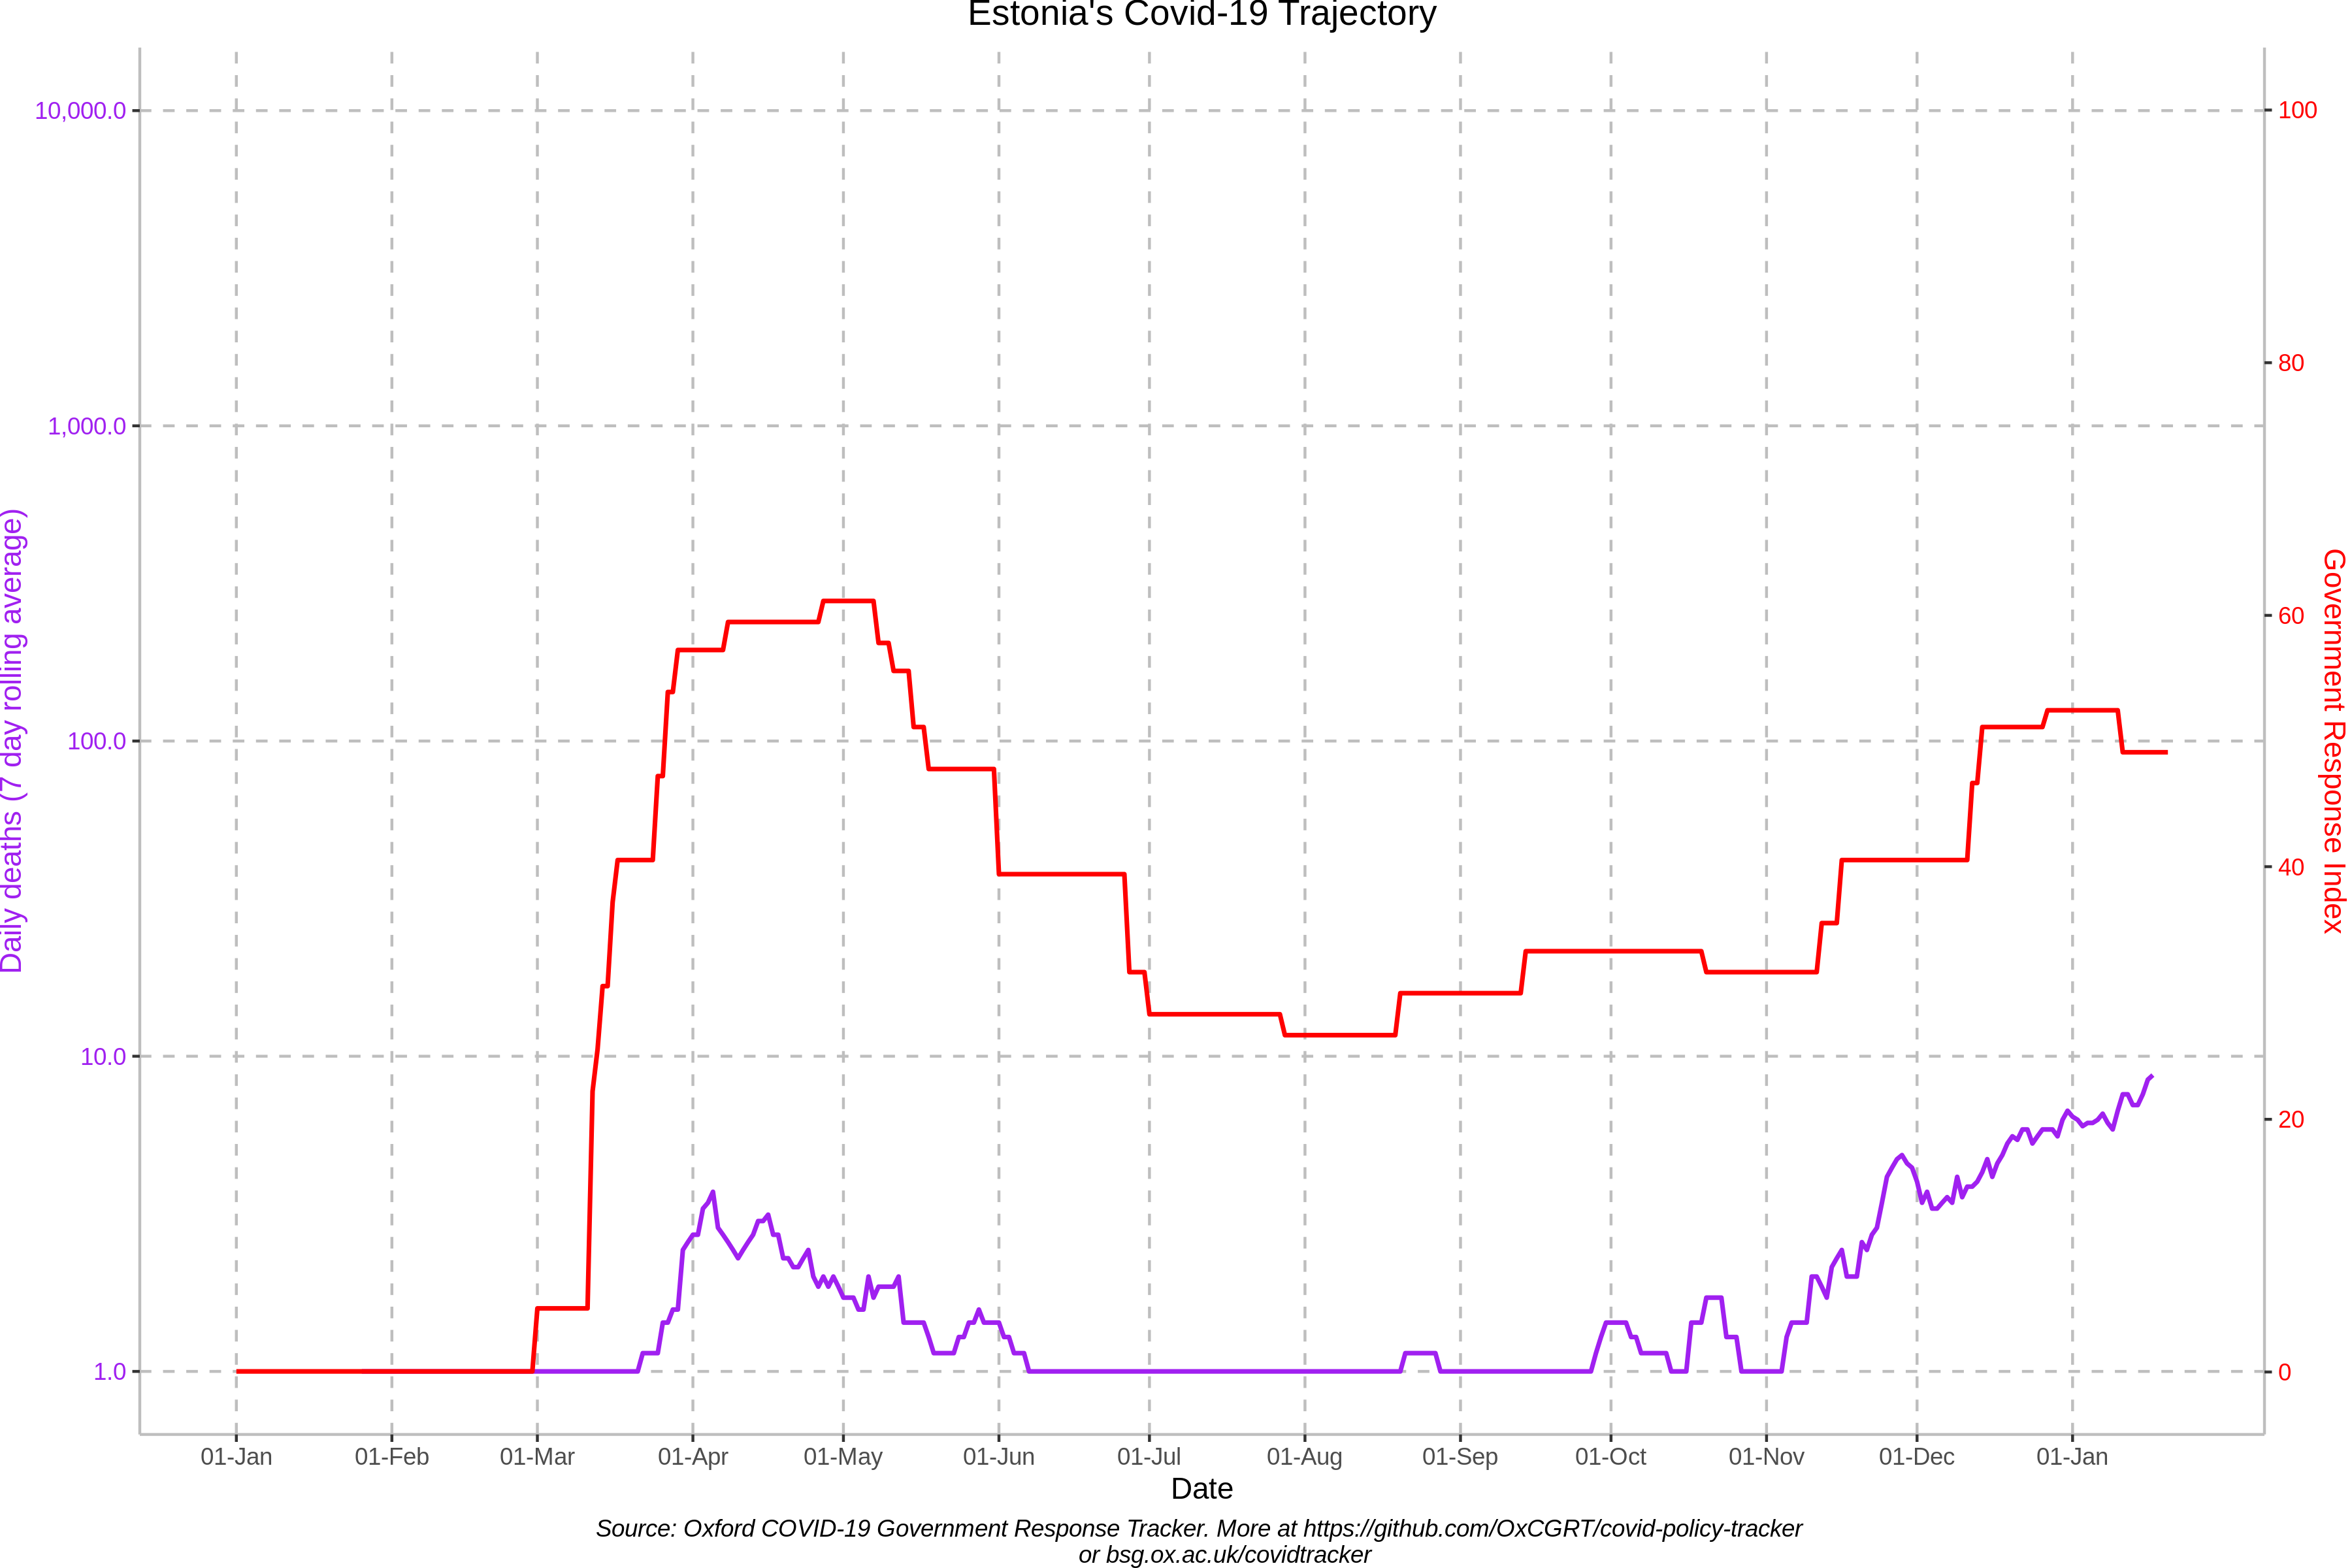 Estonia's Covid-19 Trajectory
10,000.0
1,000.0
100.0
10.0
1.0
Daily deaths (7 day rolling average)
100
80
60
40
20
0
Government Response Index
01-Jan
01-Feb
01-Mar
01-Apr
01-May
01-Jun
01-Jul
01-Aug
01-Sep
01-Oct
01-Nov
01-Dec
01-Jan
Date
Source: Oxford COVID-19 Government Response Tracker. More at https://github.com/OxCGRT/covid-policy-tracker
or bsg.ox.ac.uk/covidtracker